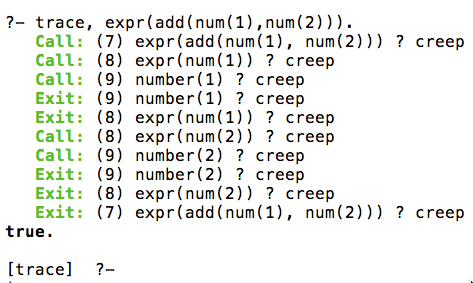 ?- trace, expr(add(num(1),num(2))).
Call: (7) expr(add(num(1), num(2))) ? creep
Call: (8) expr(num(1)) ? creep
Call: (9) number(1) ? creep
Exit: (9) number(1) ? creep
Exit: (8) expr(num(1)) ? creep
Call: (8) expr(num(2)) ? creep
Call: (9) number(2) ? creep
Exit: (9) number(2) ? creep
Exit: (8) expr(num(2)) ? creep
Exit: (7) expr(add(num(1), num(2))) ? creep
true.
[trace]  ?-